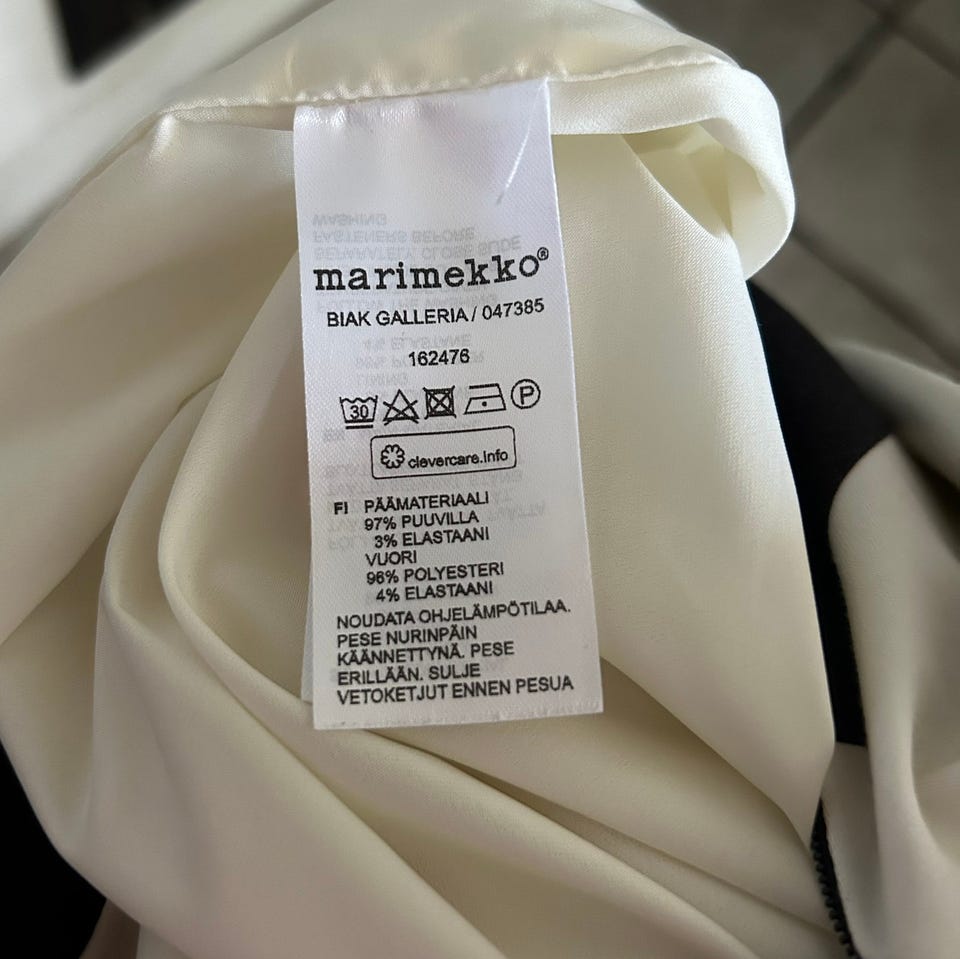 marimekko®
BIAK GALLERIA / 047385
162476
30 P
clevercare.info
FI PÄÄMATERIAALI
97% PUUVILLA
3% ELASTAANI
VUORI
96% POLYESTERI
4% ELASTAANI
NOUDATA OHJELÄMPÖTILAA.
PESE NURINPÄIN
KÄÄNNETTYNÄ. PESE
ERILLÄÄN. SULJE
VETOKETJUT ENNEN PESUA